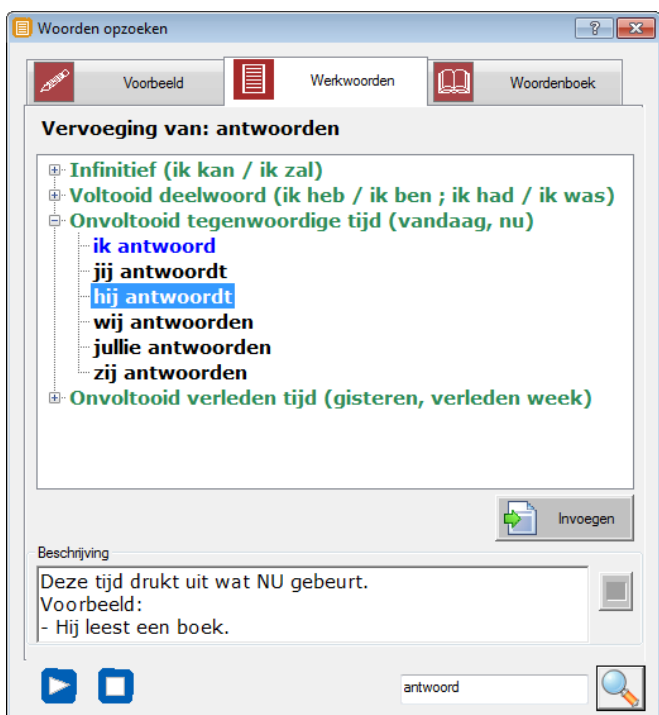 Woorden opzoeken
Voorbeeld
Werkwoorden
Woordenboek
Vervoeging van: antwoorden
Infinitief (ik kan / ik zal)
Voltooid deelwoord (ik heb / ik ben ; ik had / ik was)
Onvoltooid tegenwoordige tijd (vandaag, nu)
ik antwoord
jij antwoordt
hij antwoordt
wij antwoorden
jullie antwoorden
zij antwoorden
Onvoltooid verleden tijd (gisteren, verleden week)
Invoegen
Beschrijving
Deze tijd drukt uit wat NU gebeurt.
Voorbeeld:
- Hij leest een boek.
antwoord